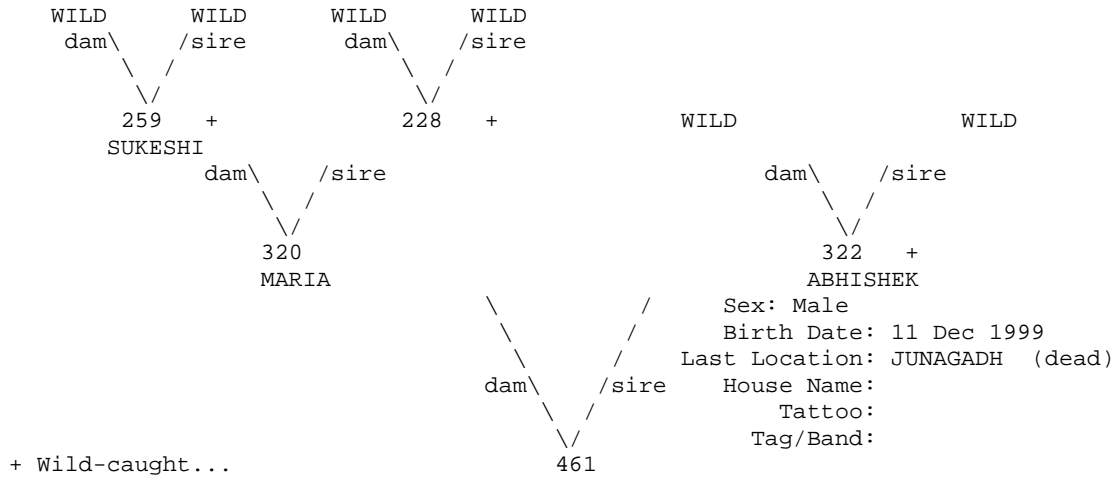 WILD WILD WILD WILD
dam\ /sire dam\ /sire
\ / \ /
\/ \/
259 + 228 + WILD WILD
SUKESHI
dam\ /sire dam\ /sire
\ / \ /
\/ \/
320 322 +
MARIA ABHISHEK
\ / Sex: Male
\ / Birth Date: 11 Dec 1999
\ / Last Location: JUNAGADH (dead)
dam\ /sire House Name:
\ / Tattoo:
\/ Tag/Band:
+ Wild-caught... 461